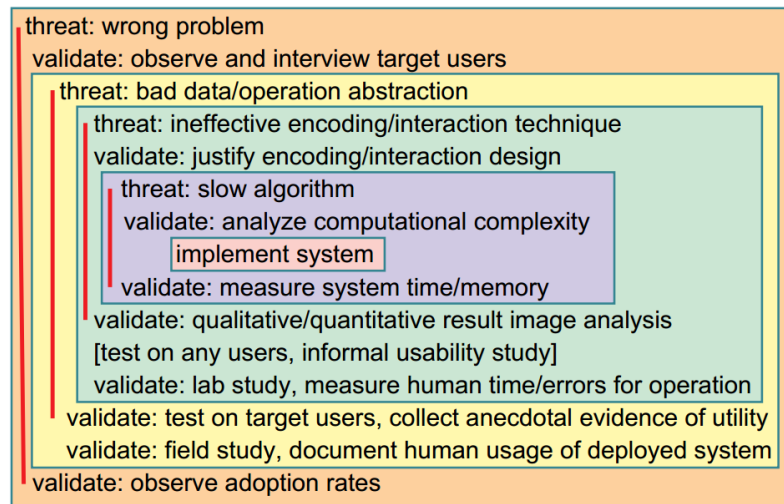 threat: wrong problem
validate: observe and interview target users
threat: bad data/operation abstraction
threat: ineffective encoding/interaction technique
validate: justify encoding/interaction design
threat: slow algorithm
validate: analyze computational complexity
implement system
validate: measure system time/memory
validate: qualitative/quantitative result image analysis
[test on any users, informal usability study]
validate: lab study, measure human time/errors for operation
validate: test on target users, collect anecdotal evidence of utility
validate: field study, document human usage of deployed system
validate: observe adoption rates